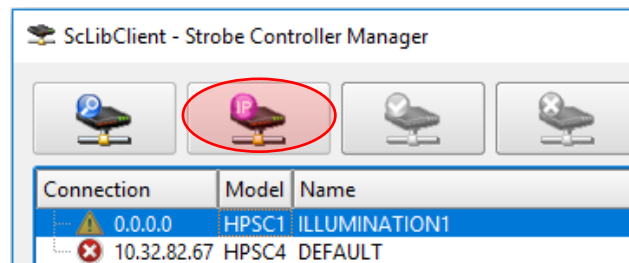 ScLibClient - Strobe Controller Manager
IP
Connection Model Name
0.0.0.0 HPSC1 ILLUMINATION1
10.32.82.67 HPSC4 DEFAULT